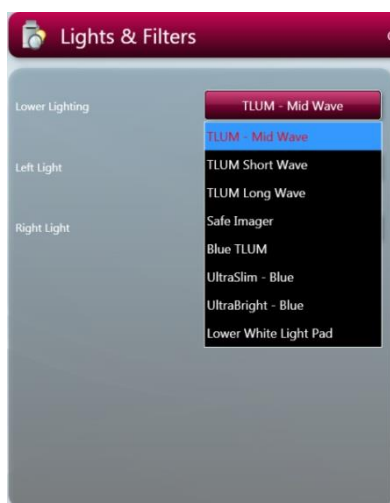 Lights & Filters
Lower Lighting
TLUM - Mid Wave
TLUM - Mid Wave
TLUM Short Wave
Left Light
TLUM Long Wave
Safe Imager
Right Light
Blue TLUM
UltraSlim - Blue
UltraBright - Blue
Lower White Light Pad